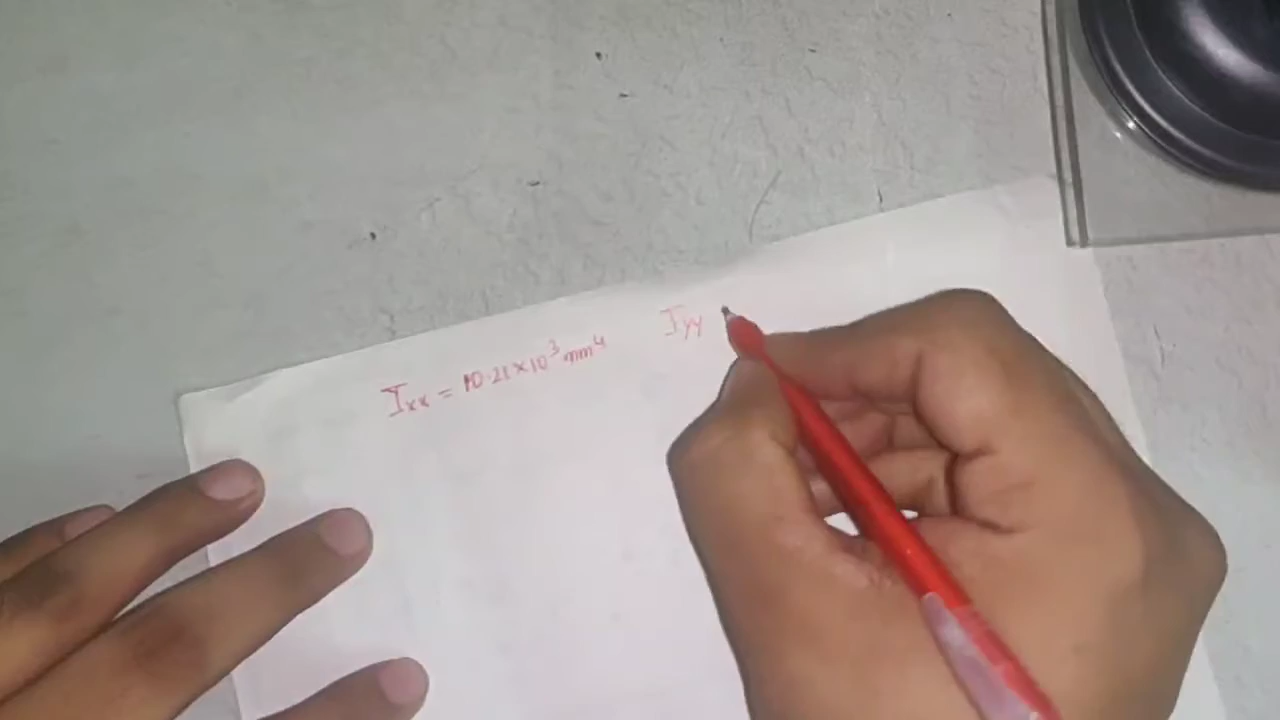 Ixx = 10.21×10³ mm⁴ Iyy